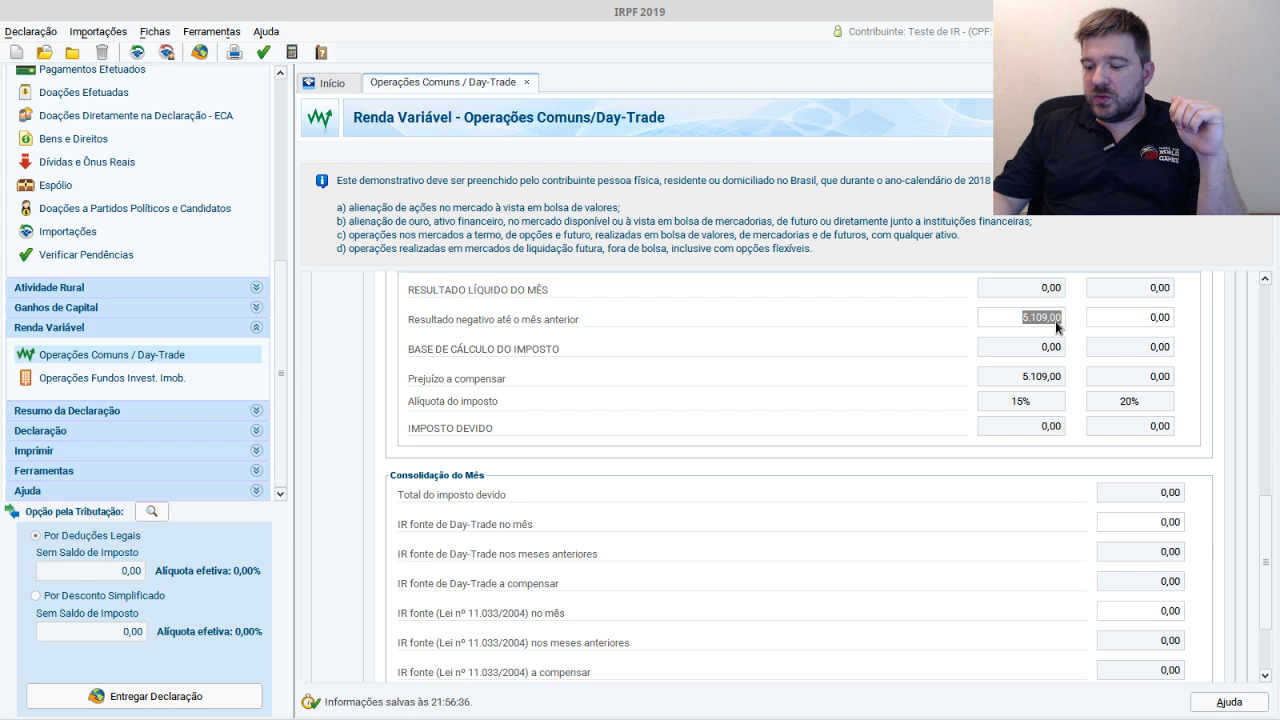 IRPF 2019
Declaração Importações Fichas Ferramentas Ajuda
Contribuinte: Teste de IR - (CPF:
Pagamentos Efetuados
Doações Efetuadas
Doações Diretamente na Declaração - ECA
Bens e Direitos
Dívidas e Ônus Reais
Espólio
Doações a Partidos Políticos e Candidatos
Importações
Verificar Pendências
Atividade Rural
Ganhos de Capital
Renda Variável
Operações Comuns / Day-Trade
Operações Fundos Invest. Imob.
Resumo da Declaração
Declaração
Imprimir
Ferramentas
Ajuda
Opção pela Tributação:
Por Deduções Legais
Sem Saldo de Imposto
0,00 Alíquota efetiva: 0,00%
Por Desconto Simplificado
Sem Saldo de Imposto
0,00 Alíquota efetiva: 0,00%
Entregar Declaração
Início Operações Comuns / Day-Trade ×
Renda Variável - Operações Comuns/Day-Trade
Este demonstrativo deve ser preenchido pelo contribuinte pessoa física, residente ou domiciliado no Brasil, que durante o ano-calendário de 2018
a) alienação de ações no mercado à vista em bolsa de valores;
b) alienação de ouro, ativo financeiro, no mercado disponível ou à vista em bolsa de mercadorias, de futuro ou diretamente junto a instituições financeiras;
c) operações nos mercados a termo, de opções e futuro, realizadas em bolsa de valores, de mercadorias e de futuros, com qualquer ativo.
d) operações realizadas em mercados de liquidação futura, fora de bolsa, inclusive com opções flexíveis.
RESULTADO LÍQUIDO DO MÊS 0,00 0,00
Resultado negativo até o mês anterior 5.109,00 0,00
BASE DE CÁLCULO DO IMPOSTO 0,00 0,00
Prejuízo a compensar 5.109,00 0,00
Alíquota do imposto 15% 20%
IMPOSTO DEVIDO 0,00 0,00
Consolidação do Mês
Total do imposto devido 0,00
IR fonte de Day-Trade no mês 0,00
IR fonte de Day-Trade nos meses anteriores 0,00
IR fonte de Day-Trade a compensar 0,00
IR fonte (Lei nº 11.033/2004) no mês 0,00
IR fonte (Lei nº 11.033/2004) nos meses anteriores 0,00
IR fonte (Lei nº 11.033/2004) a compensar 0,00
Informações salvas às 21:56:36.
Ajuda
WORLD
GAMES